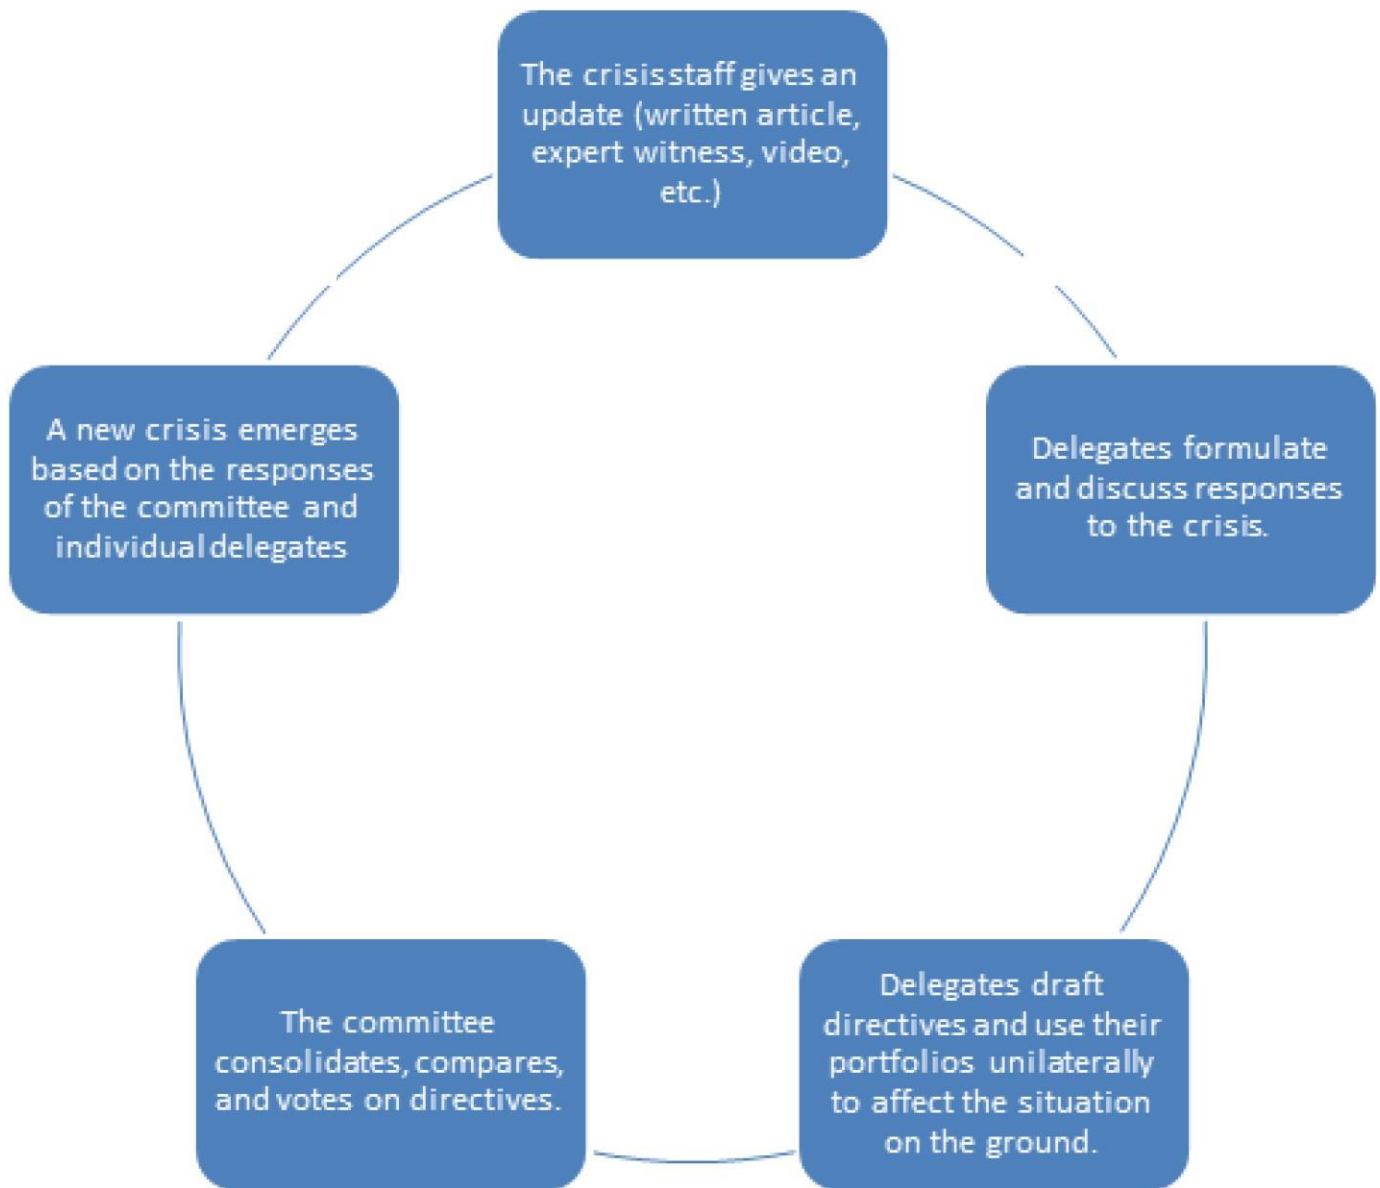 The crisis staff gives an
update (written article,
expert witness, video,
etc.)
Delegates formulate
and discuss responses
to the crisis.
Delegates draft
directives and use their
portfolios unilaterally
to affect the situation
on the ground.
The committee
consolidates, compares,
and votes on directives.
A new crisis emerges
based on the responses
of the committee and
individual delegates